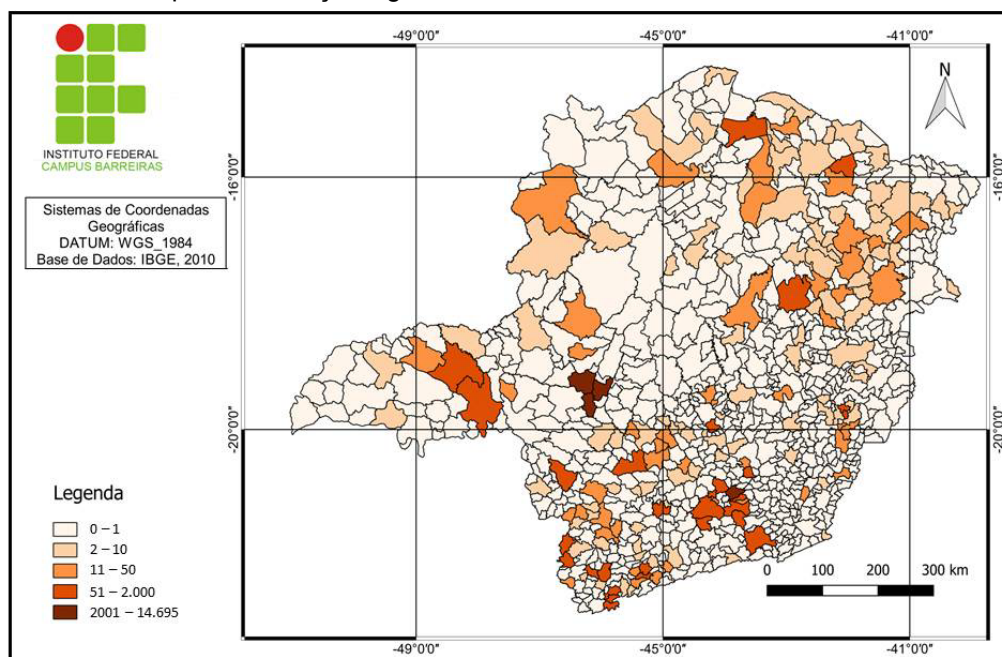 INSTITUTO FEDERAL
CAMPUS BARREIRAS
Sistemas de Coordenadas
Geográficas
DATUM: WGS_1984
Base de Dados: IBGE, 2010
Legenda
0 – 1
2 – 10
11 – 50
51 – 2.000
2001 – 14.695
-49°0'0"
-45°0'0"
-41°0'0"
N
-16°0'0"
-16°0'0"
-20°0'0"
-20°0'0"
0 100 200 300 km
-49°0'0"
-45°0'0"
-41°0'0"